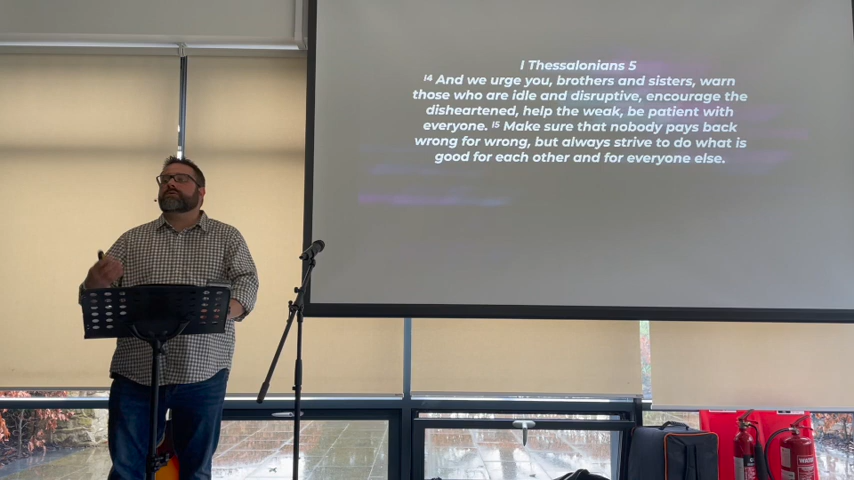 I Thessalonians 5
¹⁴ And we urge you, brothers and sisters, warn
those who are idle and disruptive, encourage the
disheartened, help the weak, be patient with
everyone. ¹⁵ Make sure that nobody pays back
wrong for wrong, but always strive to do what is
good for each other and for everyone else.
WATER